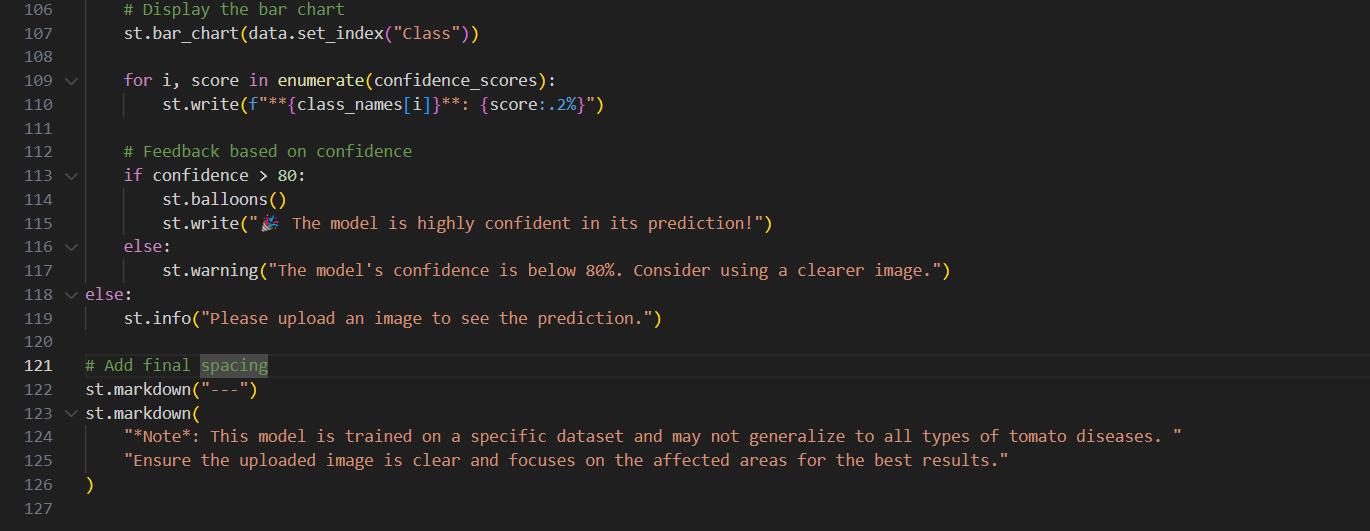 106 # Display the bar chart
107 st.bar_chart(data.set_index("Class"))
108
109 for i, score in enumerate(confidence_scores):
110 st.write(f"**{class_names[i]}**: {score:.2%}")
111
112 # Feedback based on confidence
113 if confidence > 80:
114 st.balloons()
115 st.write("🎉 The model is highly confident in its prediction!")
116 else:
117 st.warning("The model's confidence is below 80%. Consider using a clearer image.")
118 else:
119 st.info("Please upload an image to see the prediction.")
120
121 # Add final spacing
122 st.markdown("---")
123 st.markdown(
124 "*Note*: This model is trained on a specific dataset and may not generalize to all types of tomato diseases. "
125 "Ensure the uploaded image is clear and focuses on the affected areas for the best results."
126 )
127